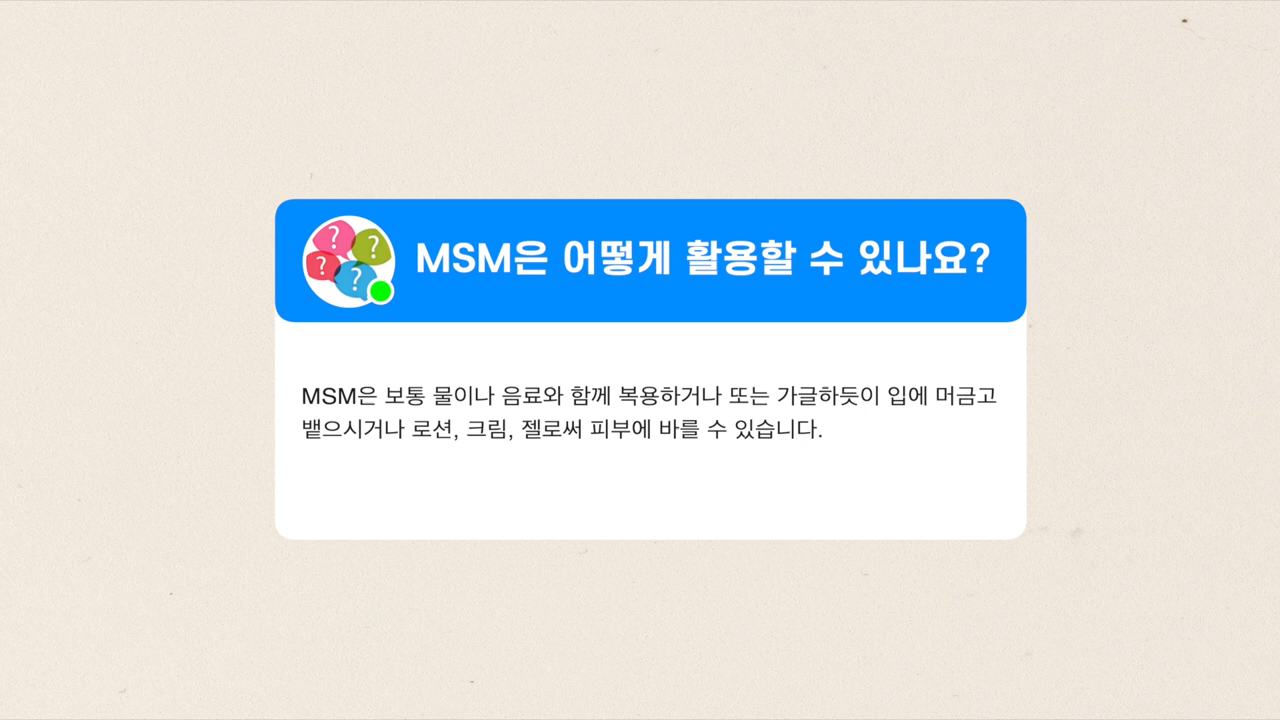 ? ? ? ?
MSM은 어떻게 활용할 수 있나요?
MSM은 보통 물이나 음료와 함께 복용하거나 또는 가글하듯이 입에 머금고
뱉으시거나 로션, 크림, 젤로써 피부에 바를 수 있습니다.